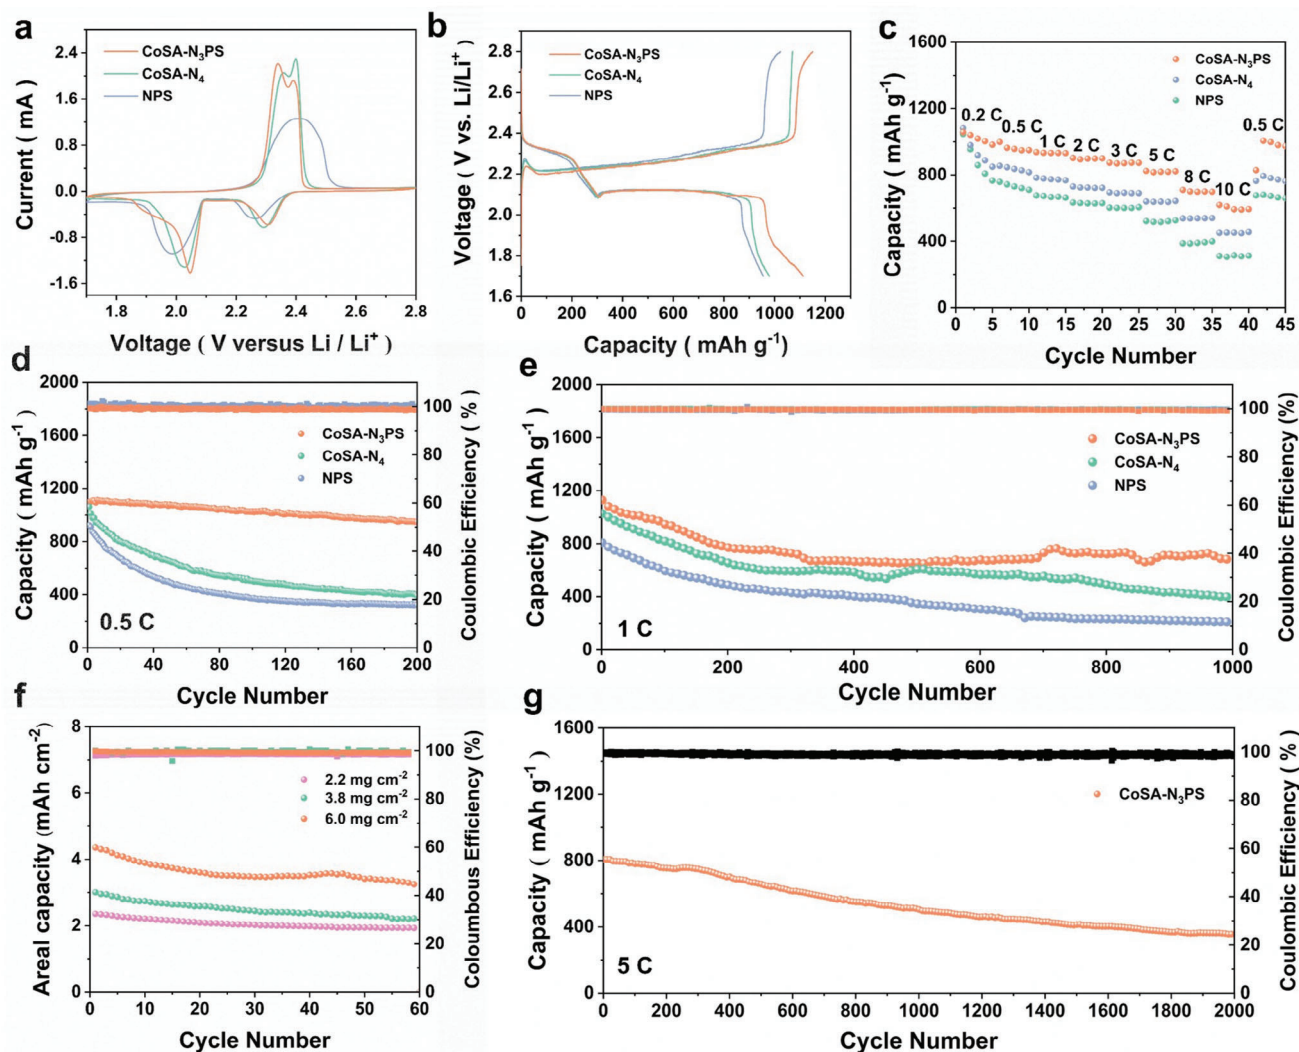 a
CoSA-N₃PS
CoSA-N₄
NPS
2.4
1.6
0.8
0.0
-0.8
-1.6
Current ( mA)
2.0
2.2
2.4
2.6
2.8
Voltage ( V versus Li / Li⁺ )
b
CoSA-N₃PS
CoSA-N₄
NPS
2.8
2.6
2.4
2.2
2.0
1.8
1.6
Voltage ( V vs. Li/Li⁺ )
0
200
400
600
800
1000
1200
Capacity ( mAh g⁻¹)
c
CoSA-N₃PS
CoSA-N₄
NPS
0.2 C
0.5 C
1 C
2 C
3 C
5 C
8 C
10 C
0.5 C
1600
1200
800
400
0
Capacity ( mAh g⁻¹)
0
5
10
15
20
25
30
35
40
45
Cycle Number
d
2000
1600
1200
800
400
0
Capacity ( mAh g⁻¹)
CoSA-N₃PS
CoSA-N₄
NPS
0.5 C
100
80
60
40
20
0
Coulombic Efficiency (%)
0
40
80
120
160
200
Cycle Number
e
2000
1600
1200
800
400
0
Capacity ( mAh g⁻¹)
CoSA-N₃PS
CoSA-N₄
NPS
1 C
100
80
60
40
20
0
Coulombic Efficiency (%)
0
200
400
600
800
1000
Cycle Number
f
8
6
4
2
0
Areal capacity (mAh cm⁻²)
2.2 mg cm⁻²
3.8 mg cm⁻²
6.0 mg cm⁻²
100
80
60
40
20
0
Coloumbous Efficiency (%)
0
10
20
30
40
50
60
Cycle Number
g
1600
1200
800
400
0
Capacity ( mAh g⁻¹)
CoSA-N₃PS
5 C
100
80
60
40
20
0
Coulombic Efficiency (%)
0
200
400
600
800
1000
1200
1400
1600
1800
2000
Cycle Number